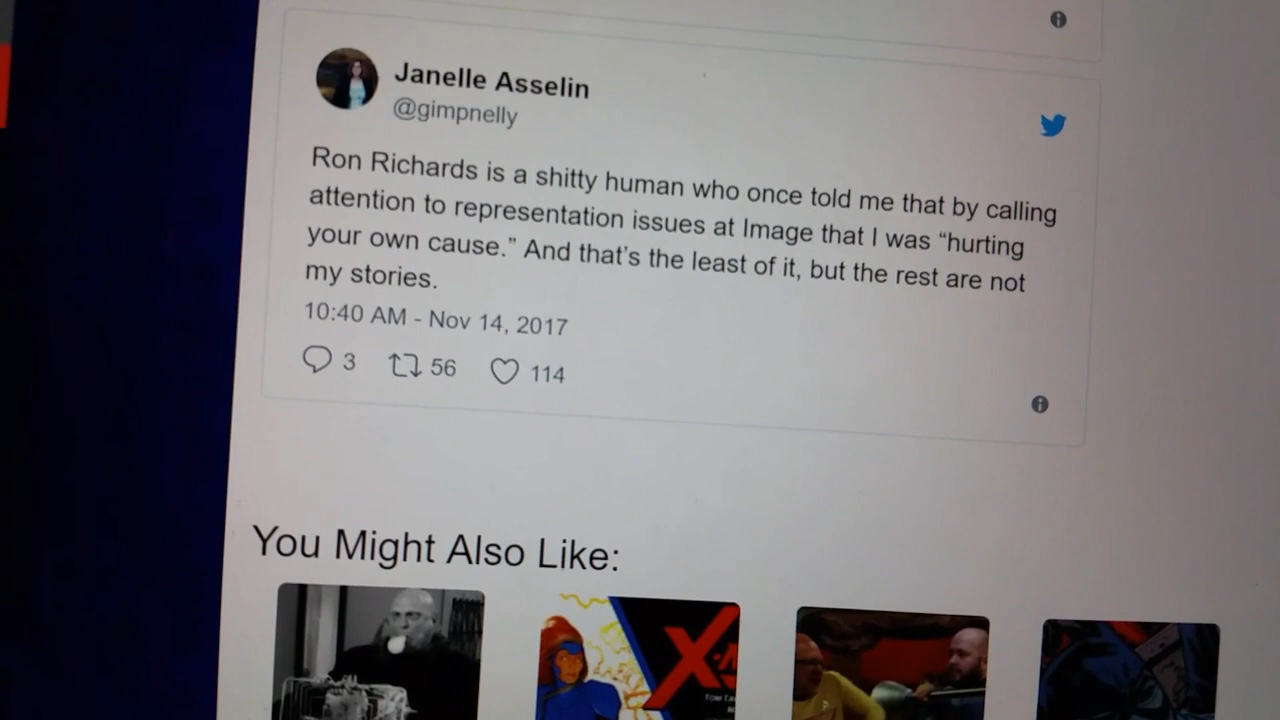 Janelle Asselin
@gimpnelly
Ron Richards is a shitty human who once told me that by calling
attention to representation issues at Image that I was “hurting
your own cause.” And that’s the least of it, but the rest are not
my stories.
10:40 AM - Nov 14, 2017
3 56 114
You Might Also Like: